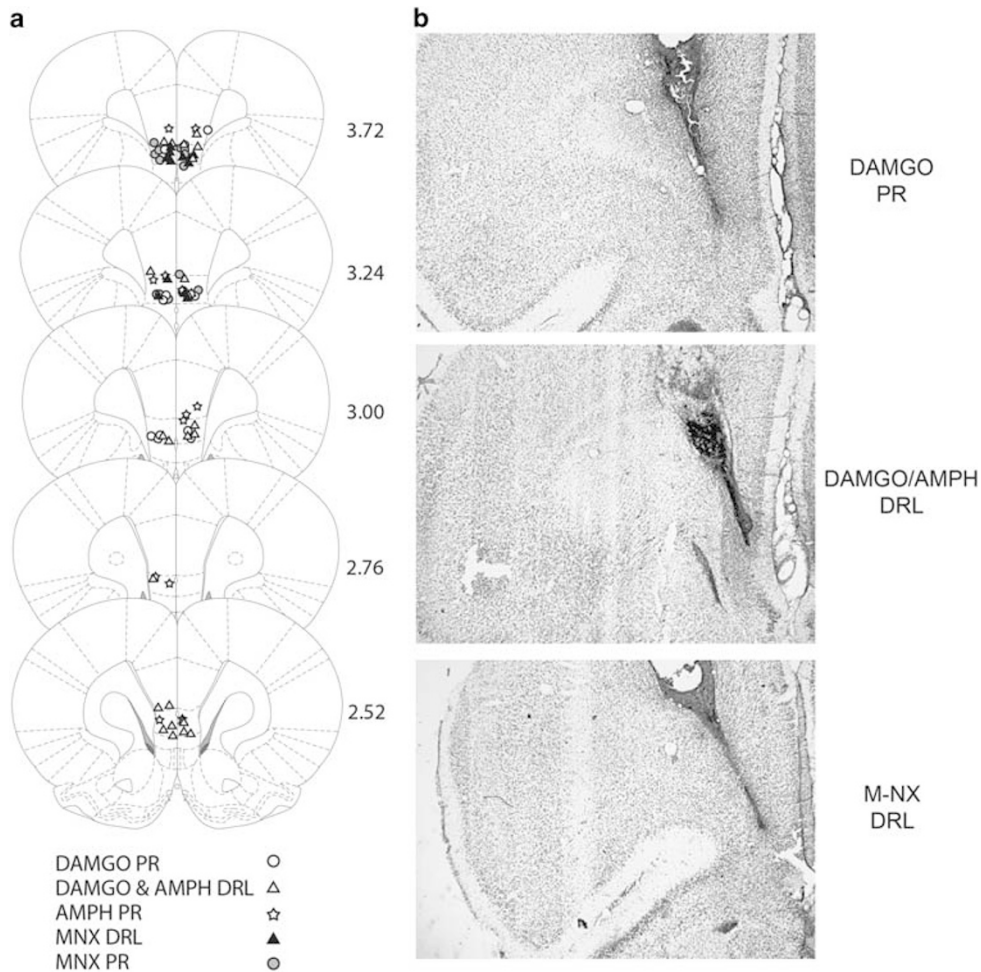 a
3.72
3.24
3.00
2.76
2.52
DAMGO PR
DAMGO & AMPH DRL
AMPH PR
MNX DRL
MNX PR
b
DAMGO
PR
DAMGO/AMPH
DRL
M-NX
DRL